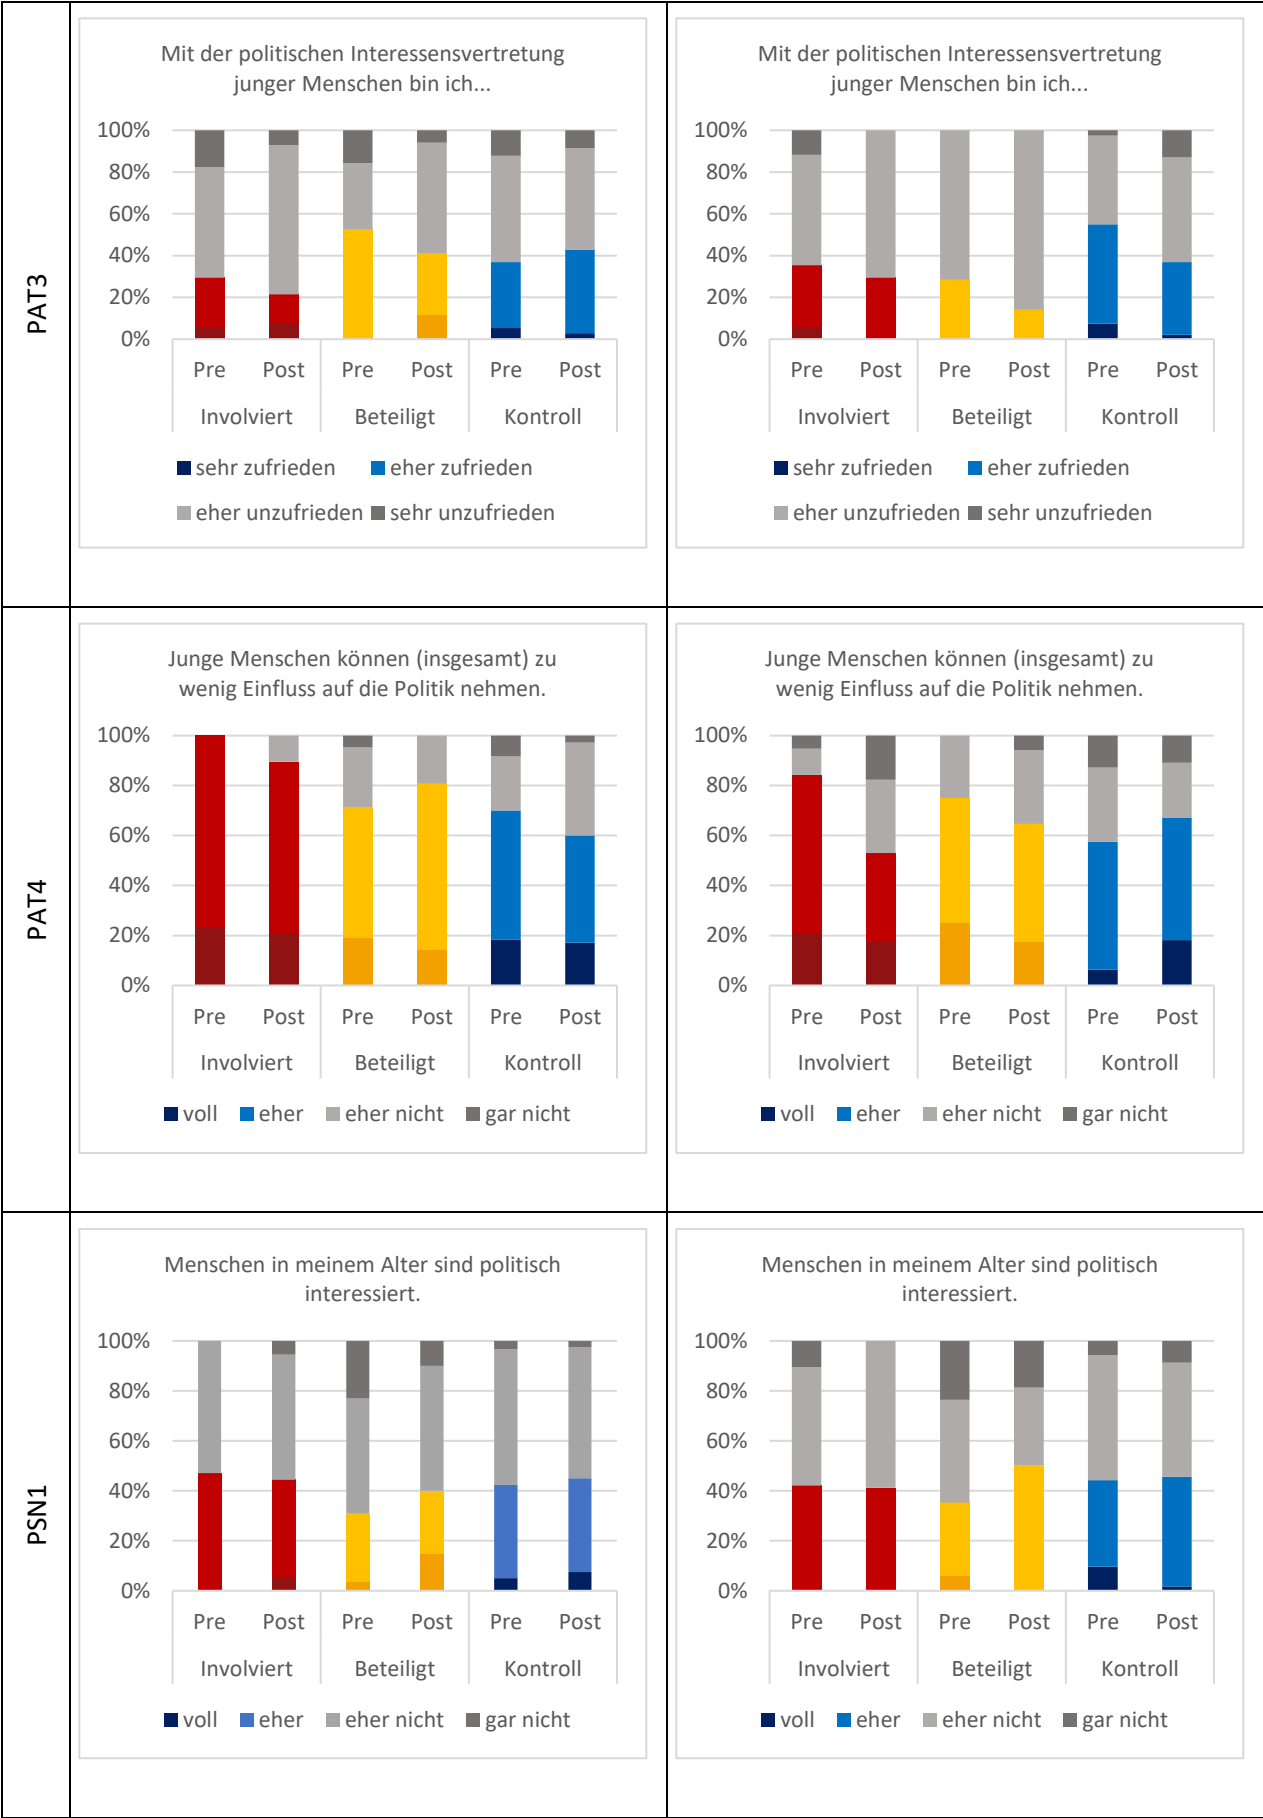 PAT3
Mit der politischen Interessensvertretung
junger Menschen bin ich...
100%
80%
60%
40%
20%
0%
Pre Post Pre Post Pre Post
Involviert Beteiligt Kontroll
sehr zufrieden eher zufrieden
eher unzufrieden sehr unzufrieden
Mit der politischen Interessensvertretung
junger Menschen bin ich...
100%
80%
60%
40%
20%
0%
Pre Post Pre Post Pre Post
Involviert Beteiligt Kontroll
sehr zufrieden eher zufrieden
eher unzufrieden sehr unzufrieden
PAT4
Junge Menschen können (insgesamt) zu
wenig Einfluss auf die Politik nehmen.
100%
80%
60%
40%
20%
0%
Pre Post Pre Post Pre Post
Involviert Beteiligt Kontroll
voll eher eher nicht gar nicht
Junge Menschen können (insgesamt) zu
wenig Einfluss auf die Politik nehmen.
100%
80%
60%
40%
20%
0%
Pre Post Pre Post Pre Post
Involviert Beteiligt Kontroll
voll eher eher nicht gar nicht
PSN1
Menschen in meinem Alter sind politisch
interessiert.
100%
80%
60%
40%
20%
0%
Pre Post Pre Post Pre Post
Involviert Beteiligt Kontroll
voll eher eher nicht gar nicht
Menschen in meinem Alter sind politisch
interessiert.
100%
80%
60%
40%
20%
0%
Pre Post Pre Post Pre Post
Involviert Beteiligt Kontroll
voll eher eher nicht gar nicht